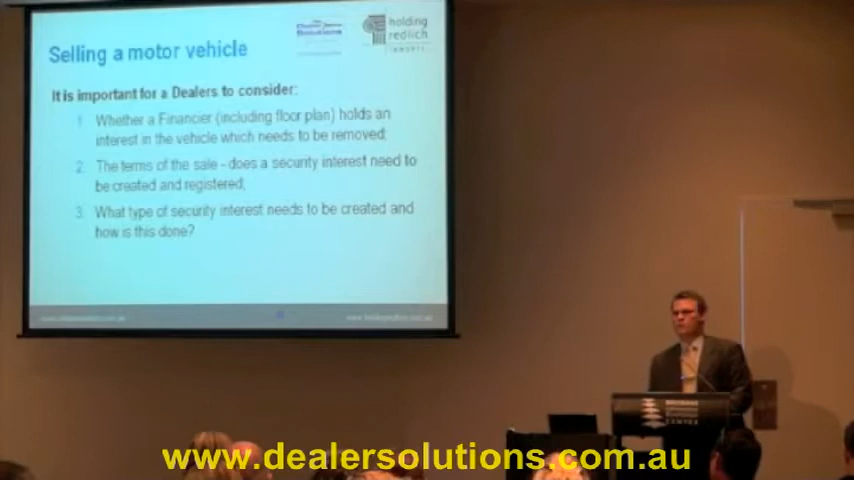 Selling a motor vehicle
holding
redlich
It is important for a Dealers to consider:
1 Whether a Financier (including floor plan) holds an
interest in the vehicle which needs to be removed;
2. The terms of the sale - does a security interest need to
be created and registered;
3. What type of security interest needs to be created and
how is this done?
BRISBANE
CENTER
www.dealersolutions.com.au